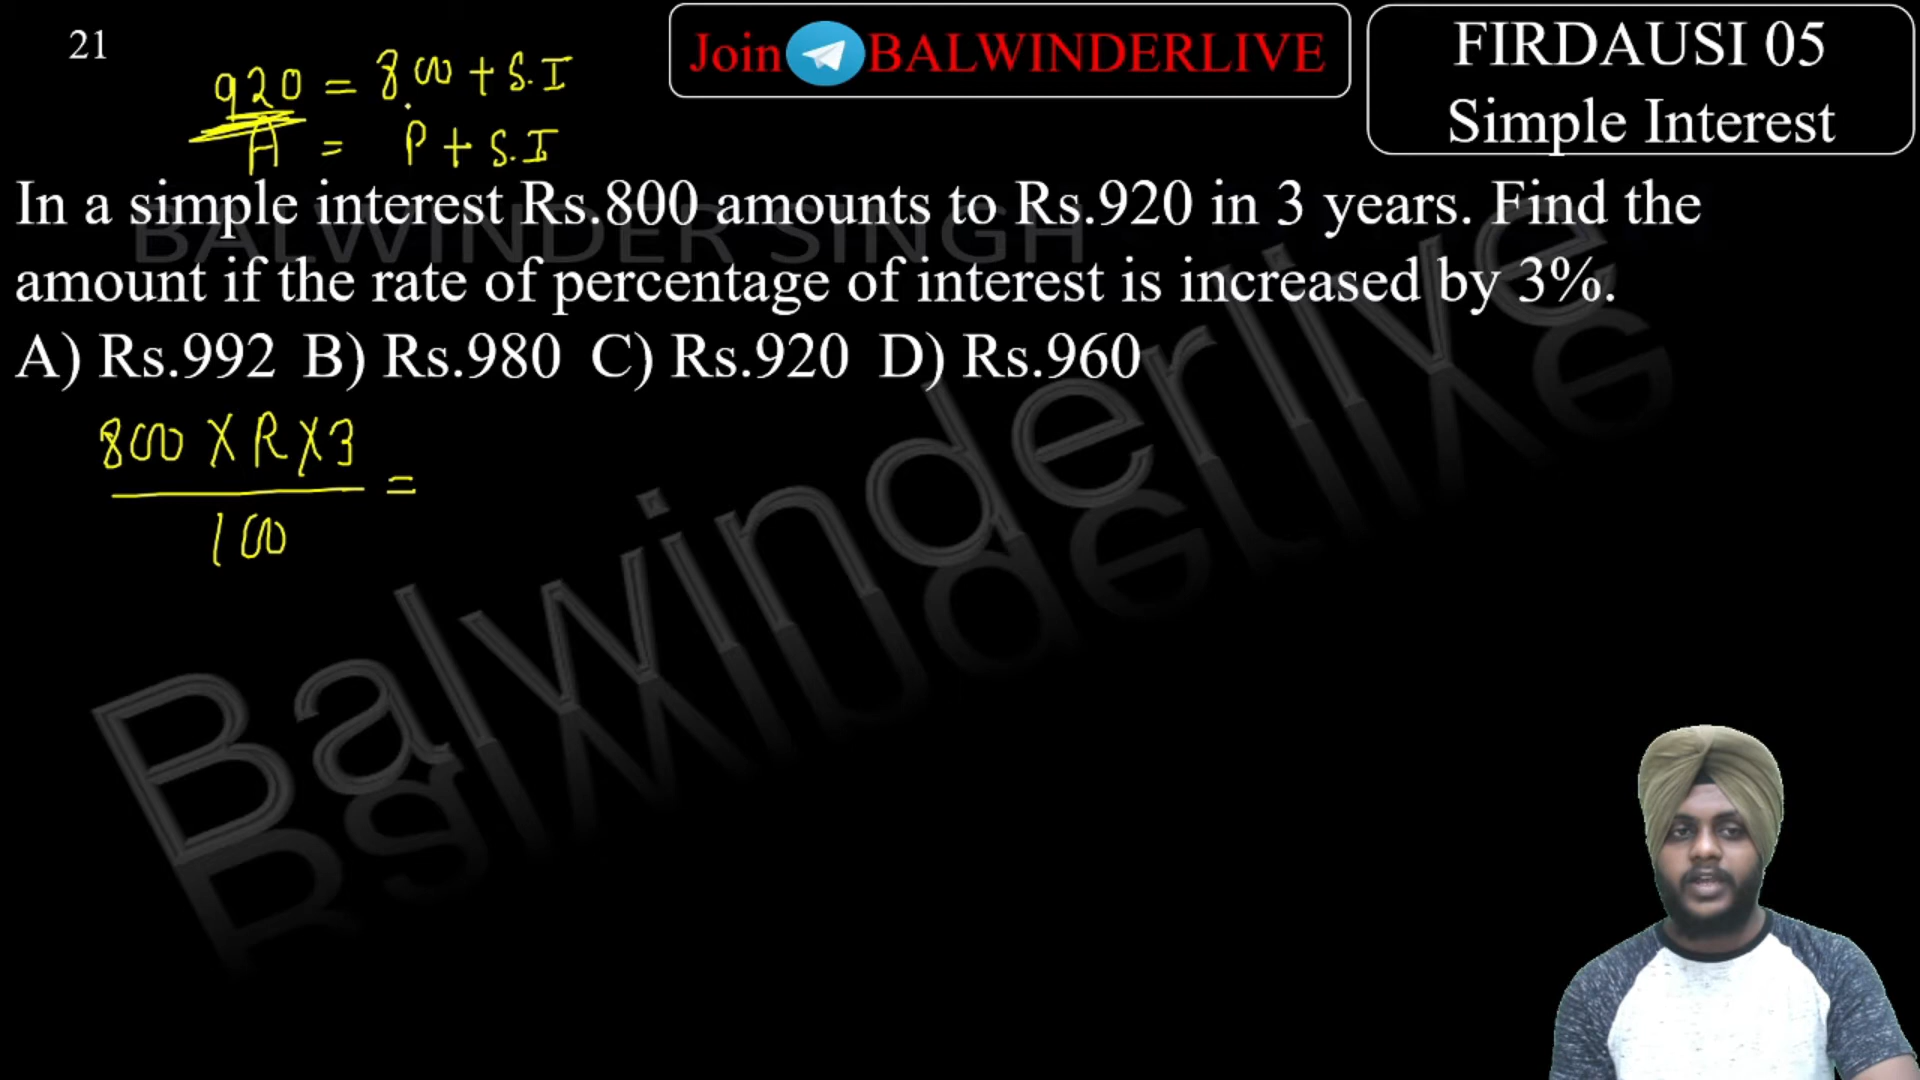 21
Join BALWINDERLIVE
FIRDAUSI 05
Simple Interest
920 = 800 + S.I
A = P + S.I
In a simple interest Rs.800 amounts to Rs.920 in 3 years. Find the
amount if the rate of percentage of interest is increased by 3%.
A) Rs.992 B) Rs.980 C) Rs.920 D) Rs.960
800 X R X 3
100
=
BALWINDER SINGH
Balwinderlive